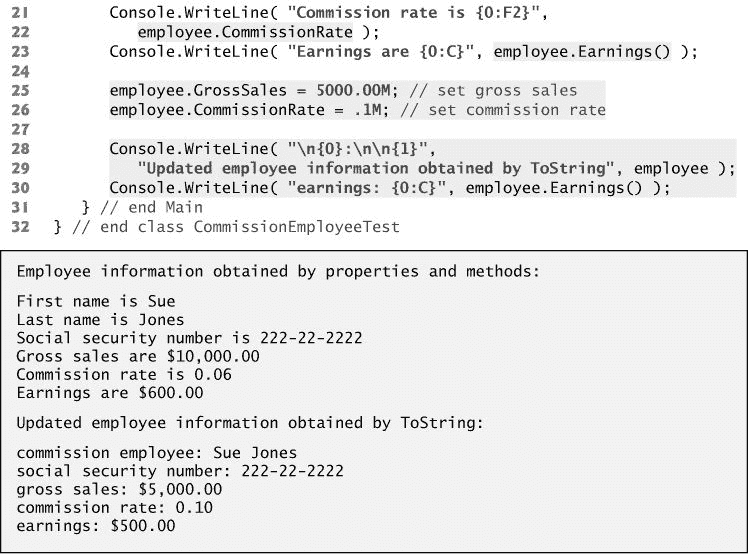 21 Console.WriteLine( "Commission rate is {0:F2}",
22 employee.CommissionRate );
23 Console.WriteLine( "Earnings are {0:C}", employee.Earnings() );
24
25 employee.GrossSales = 5000.00M; // set gross sales
26 employee.CommissionRate = .1M; // set commission rate
27
28 Console.WriteLine( "\n{0}:\n\n{1}",
29 "Updated employee information obtained by ToString", employee );
30 Console.WriteLine( "earnings: {0:C}", employee.Earnings() );
31 } // end Main
32 } // end class CommissionEmployeeTest
Employee information obtained by properties and methods:
First name is Sue
Last name is Jones
Social security number is 222-22-2222
Gross sales are $10,000.00
Commission rate is 0.06
Earnings are $600.00
Updated employee information obtained by ToString:
commission employee: Sue Jones
social security number: 222-22-2222
gross sales: $5,000.00
commission rate: 0.10
earnings: $500.00